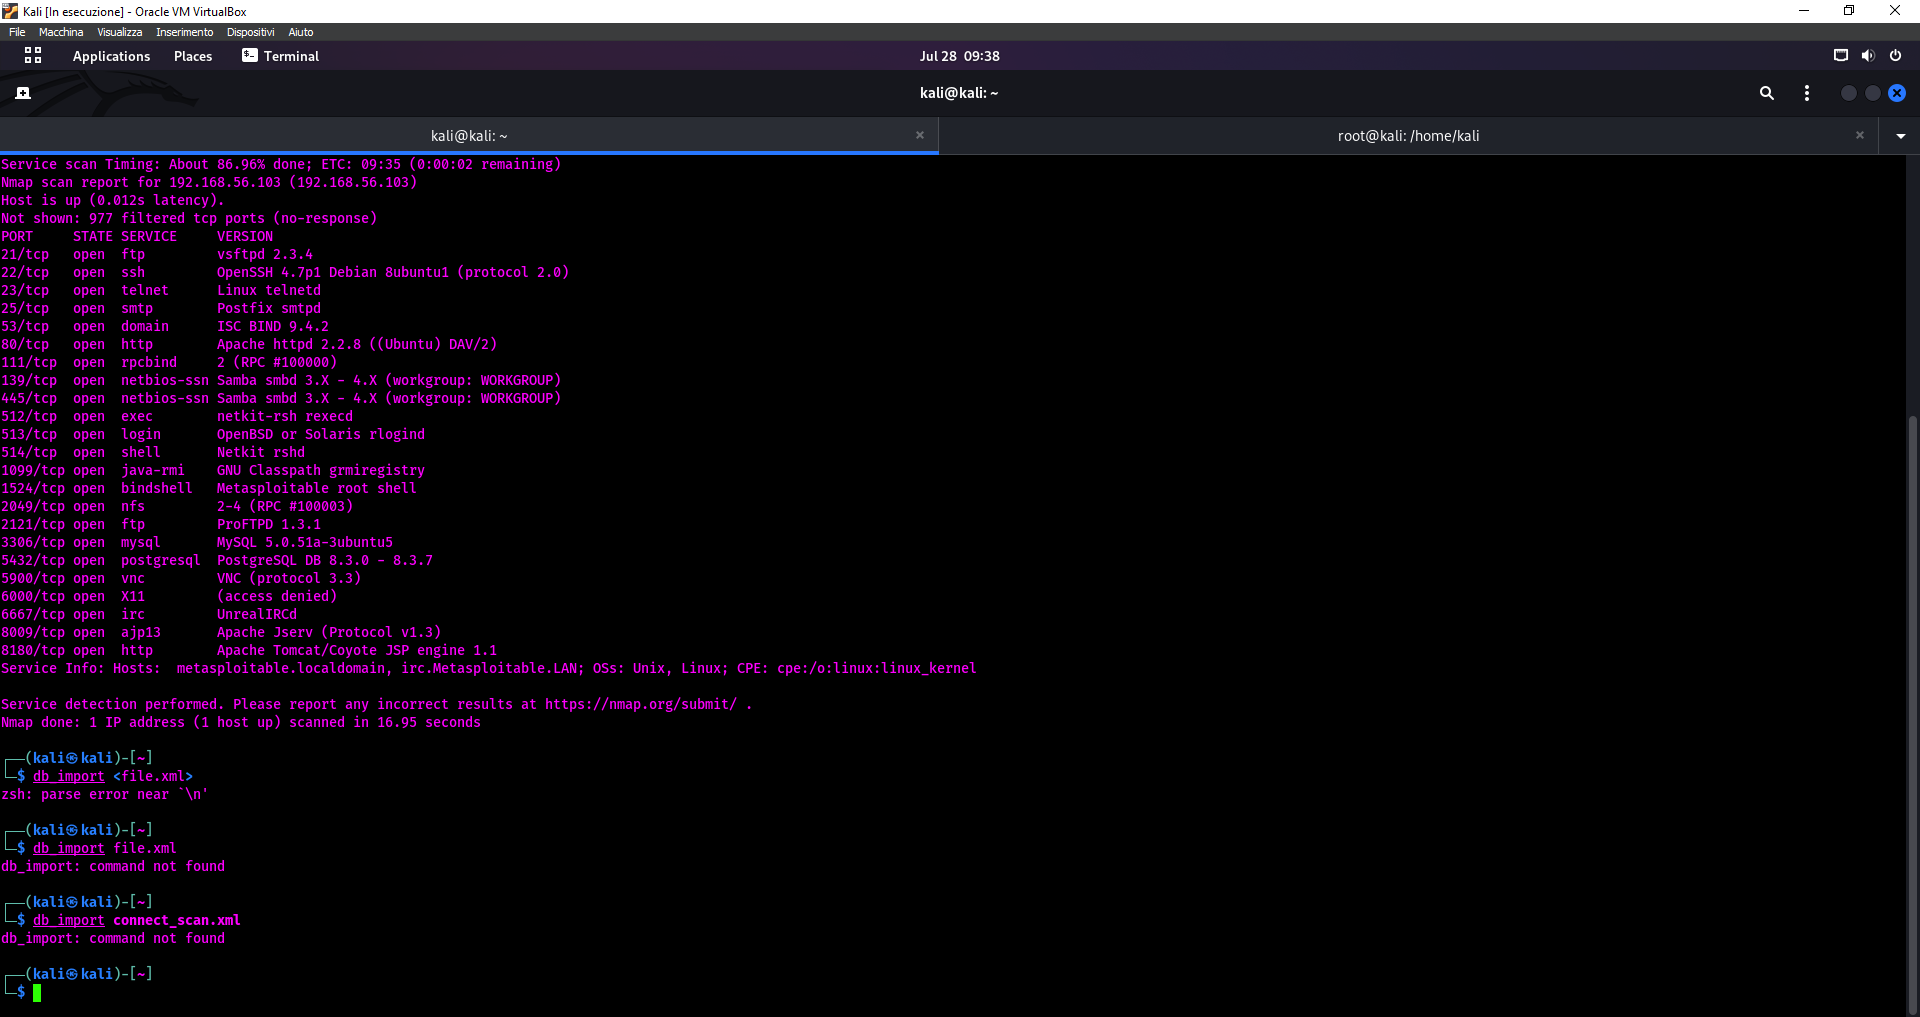 Kali [In esecuzione] - Oracle VM VirtualBox
File Macchina Visualizza Inserimento Dispositivi Aiuto
Applications Places Terminal Jul 28 09:38
kali@kali: ~
kali@kali: ~ root@kali: /home/kali
Service scan Timing: About 86.96% done; ETC: 09:35 (0:00:02 remaining)
Nmap scan report for 192.168.56.103 (192.168.56.103)
Host is up (0.012s latency).
Not shown: 977 filtered tcp ports (no-response)
PORT     STATE SERVICE     VERSION
21/tcp   open  ftp         vsftpd 2.3.4
22/tcp   open  ssh         OpenSSH 4.7p1 Debian 8ubuntu1 (protocol 2.0)
23/tcp   open  telnet      Linux telnetd
25/tcp   open  smtp        Postfix smtpd
53/tcp   open  domain      ISC BIND 9.4.2
80/tcp   open  http        Apache httpd 2.2.8 ((Ubuntu) DAV/2)
111/tcp  open  rpcbind     2 (RPC #100000)
139/tcp  open  netbios-ssn Samba smbd 3.X - 4.X (workgroup: WORKGROUP)
445/tcp  open  netbios-ssn Samba smbd 3.X - 4.X (workgroup: WORKGROUP)
512/tcp  open  exec        netkit-rsh rexecd
513/tcp  open  login       OpenBSD or Solaris rlogind
514/tcp  open  shell       Netkit rshd
1099/tcp open  java-rmi    GNU Classpath grmiregistry
1524/tcp open  bindshell   Metasploitable root shell
2049/tcp open  nfs         2-4 (RPC #100003)
2121/tcp open  ftp         ProFTPD 1.3.1
3306/tcp open  mysql       MySQL 5.0.51a-3ubuntu5
5432/tcp open  postgresql  PostgreSQL DB 8.3.0 - 8.3.7
5900/tcp open  vnc         VNC (protocol 3.3)
6000/tcp open  X11         (access denied)
6667/tcp open  irc         UnrealIRCd
8009/tcp open  ajp13       Apache Jserv (Protocol v1.3)
8180/tcp open  http        Apache Tomcat/Coyote JSP engine 1.1
Service Info: Hosts:  metasploitable.localdomain, irc.Metasploitable.LAN; OSs: Unix, Linux; CPE: cpe:/o:linux:linux_kernel
Service detection performed. Please report any incorrect results at https://nmap.org/submit/ .
Nmap done: 1 IP address (1 host up) scanned in 16.95 seconds
┌──(kali㉿kali)-[~]
└─$ db_import <file.xml>
zsh: parse error near `\n'
┌──(kali㉿kali)-[~]
└─$ db_import file.xml
db_import: command not found
┌──(kali㉿kali)-[~]
└─$ db_import connect_scan.xml
db_import: command not found
┌──(kali㉿kali)-[~]
└─$